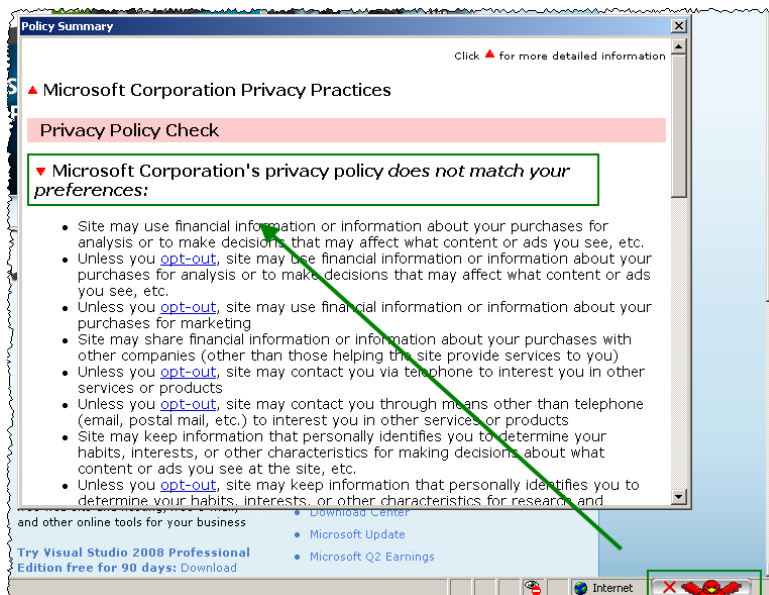 Policy Summary
Click for more detailed information
Microsoft Corporation Privacy Practices
Privacy Policy Check
Microsoft Corporation's privacy policy does not match your
preferences:
Site may use financial information or information about your purchases for
analysis or to make decisions that may affect what content or ads you see, etc.
Unless you opt-out, site may use financial information or information about your
purchases for analysis or to make decisions that may affect what content or ads
you see, etc.
Unless you opt-out, site may use financial information or information about your
purchases for marketing
Site may share financial information or information about your purchases with
other companies (other than those helping the site provide services to you)
Unless you opt-out, site may contact you via telephone to interest you in other
services or products
Unless you opt-out, site may contact you through means other than telephone
(email, postal mail, etc.) to interest you in other services or products
Site may keep information that personally identifies you to determine your
habits, interests, or other characteristics for making decisions about what
content or ads you see at the site, etc.
Unless you opt-out, site may keep information that personally identifies you to
determine your habits, interests, or other characteristics for research and
and other online tools for your business
Download Center
Microsoft Update
Try Visual Studio 2008 Professional
Edition free for 90 days: Download
Microsoft Q2 Earnings
Internet